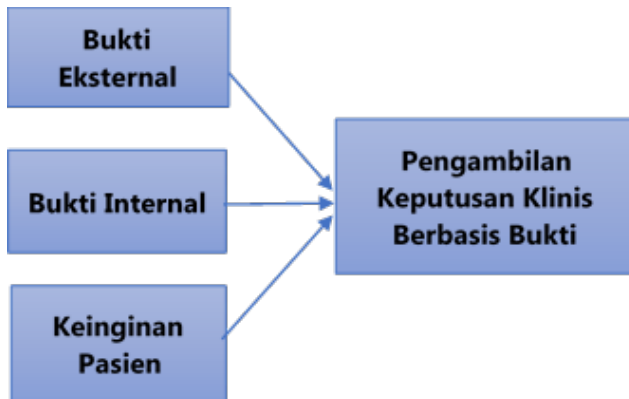 Bukti
Eksternal
Bukti Internal
Keinginan
Pasien
Pengambilan
Keputusan Klinis
Berbasis Bukti